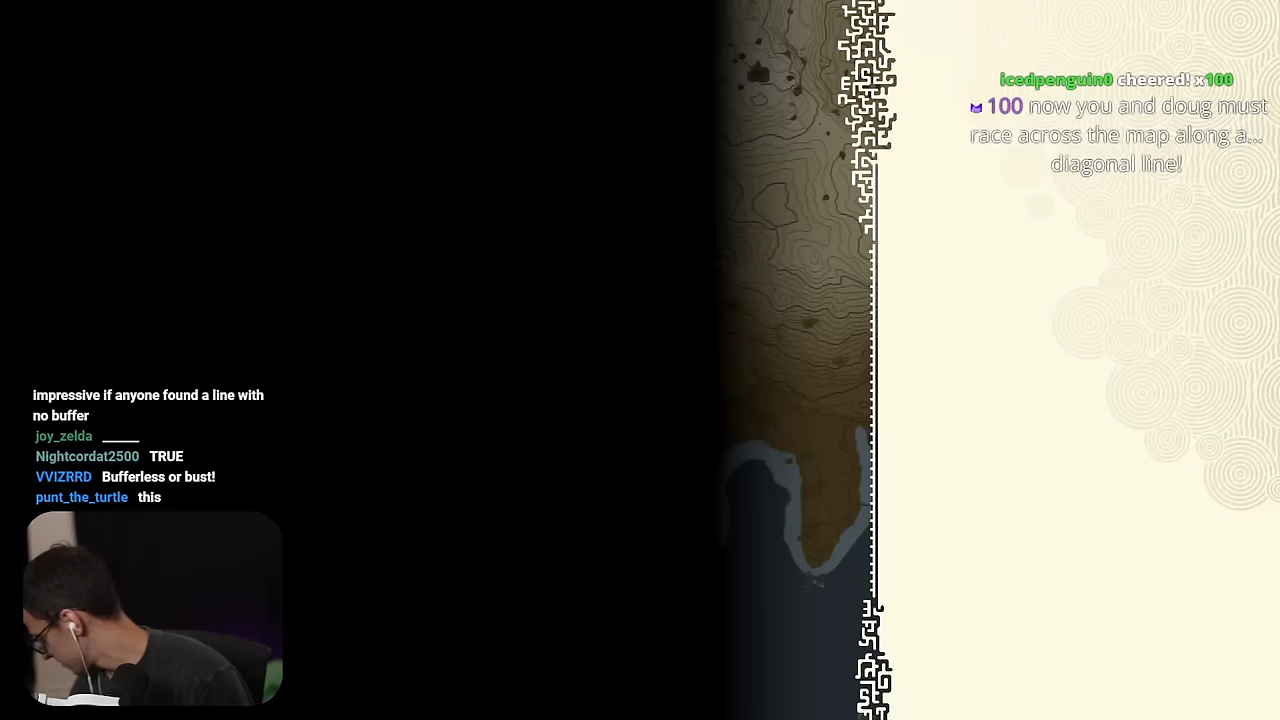 icedpenguin0 cheered! x100
100 now you and doug must
race across the map along a...
diagonal line!
impressive if anyone found a line with
no buffer
joy_zelda ______
Nightcordat2500 TRUE
VVIZRRD Bufferless or bust!
punt_the_turtle this